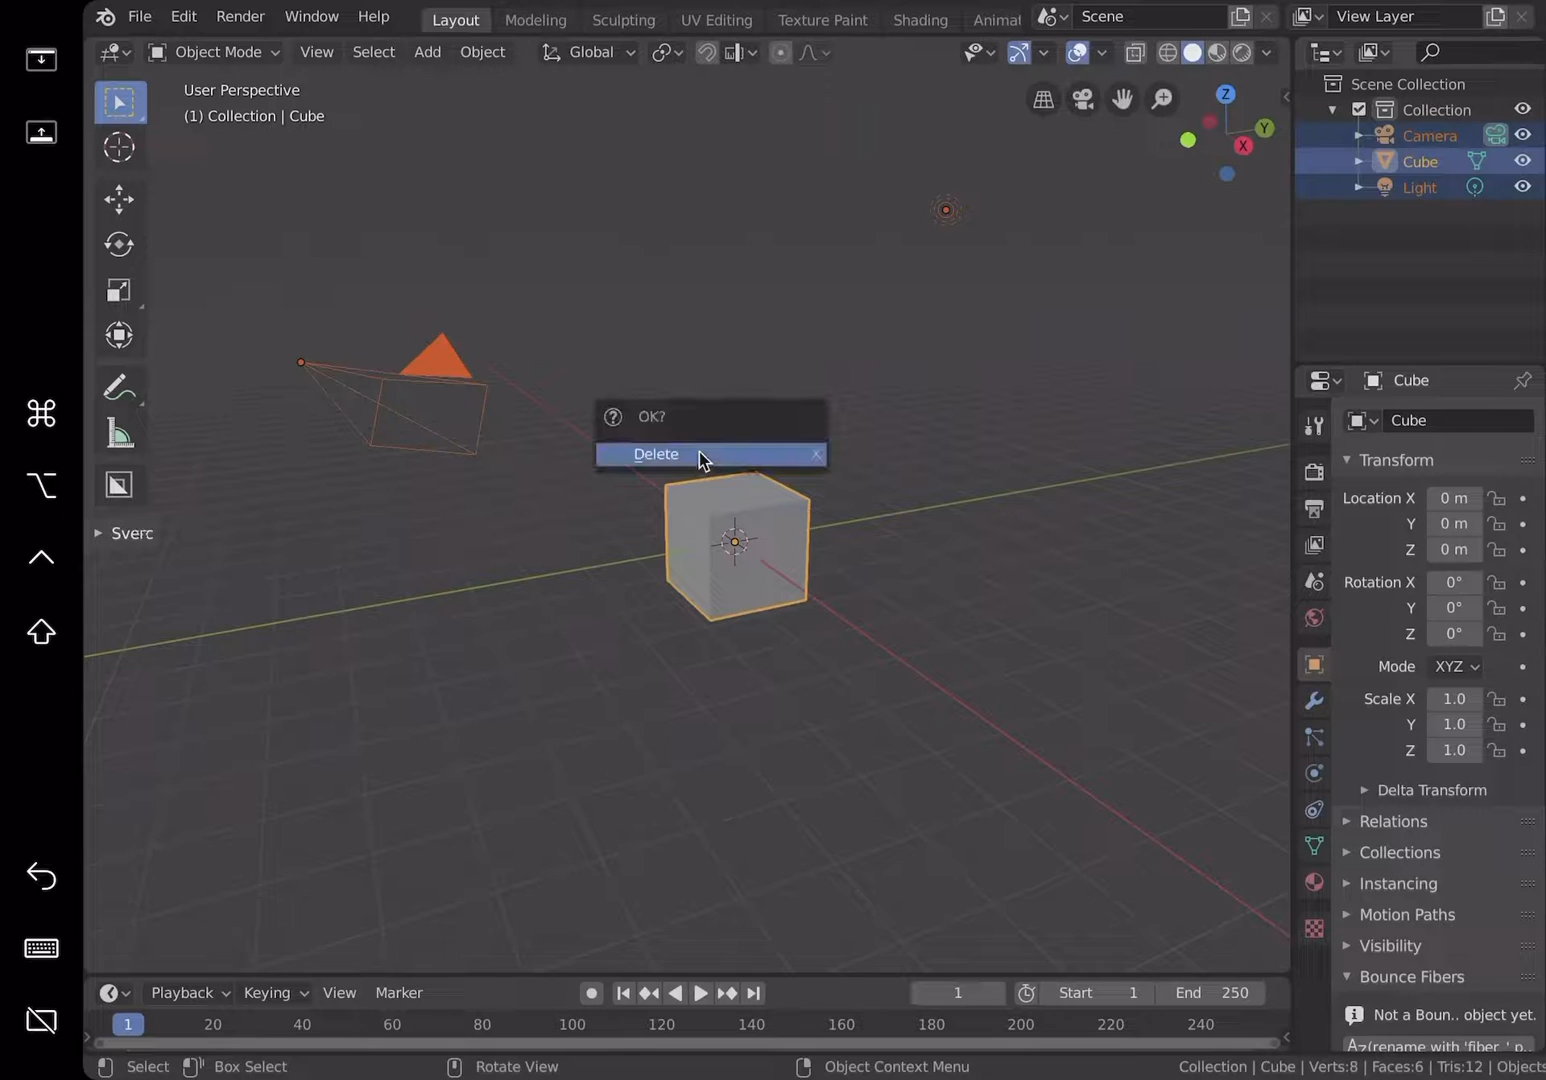 File Edit Render Window Help Layout Modeling Sculpting UV Editing Texture Paint Shading Animat Scene View Layer
Object Mode View Select Add Object Global
User Perspective
(1) Collection | Cube
Z
Y
X
Scene Collection
Collection
Camera
Cube
Light
OK?
Delete X
Sverc
Cube
Cube
Transform
Location X 0 m
Y 0 m
Z 0 m
Rotation X 0°
Y 0°
Z 0°
Mode XYZ
Scale X 1.0
Y 1.0
Z 1.0
Delta Transform
Relations
Collections
Instancing
Motion Paths
Visibility
Bounce Fibers
Not a Boun.. object yet.
(rename with 'fiber_' p..
Playback Keying View Marker 1 Start 1 End 250
1 20 40 60 80 100 120 140 160 180 200 220 240
Select Box Select Rotate View Object Context Menu Collection | Cube | Verts:8 | Faces:6 | Tris:12 | Objects